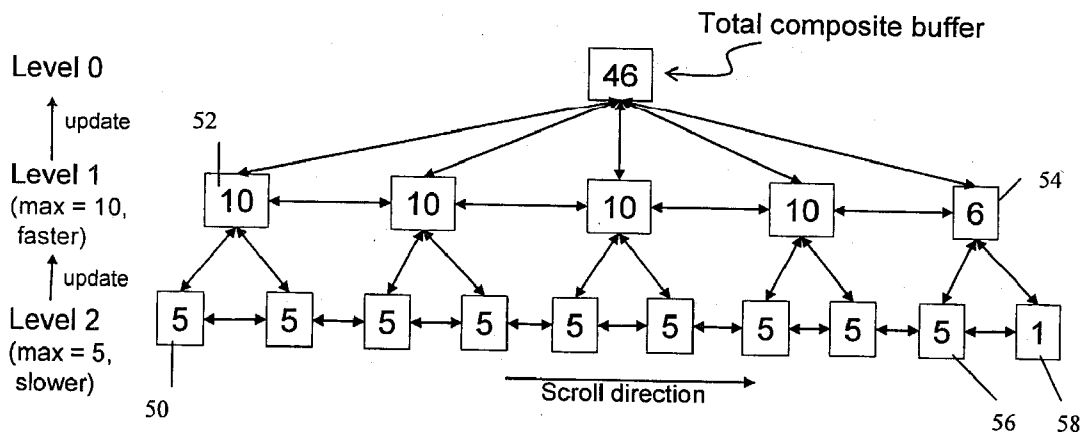 Total composite buffer
Level 0
46
update
52
Level 1
(max = 10,
faster)
10
10
10
10
6
54
update
Level 2
(max = 5,
slower)
5
5
5
5
5
5
5
5
5
1
Scroll direction
50
56
58